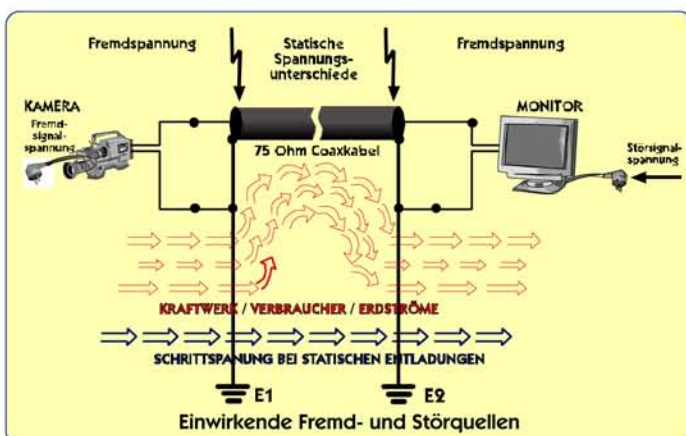 Fremdspannung
Statische
Spannungs-
unterschiede
Fremdspannung
KAMERA
Fremd-
signal-
spannung
MONITOR
Störsignal-
spannung
75 Ohm Coaxkabel
KRAFTWERK / VERBRAUCHER / ERDSTRÖME
SCHRITTSPANUNG BEI STATISCHEN ENTLADUNGEN
E1
E2
Einwirkende Fremd- und Störquellen